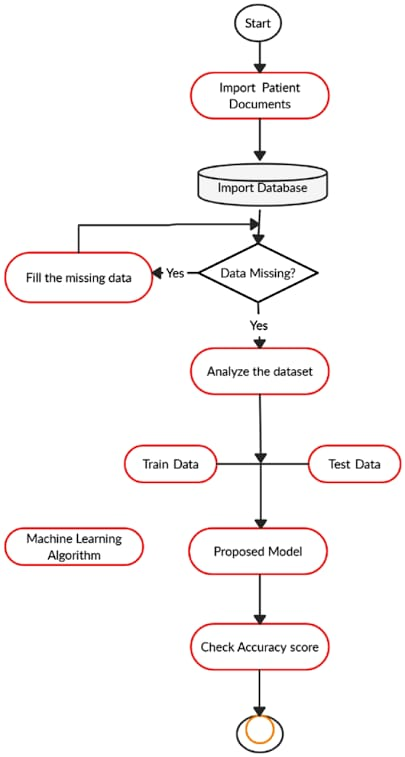 Start
Import Patient
Documents
Import Database
Data Missing?
Yes
Fill the missing data
Yes
Analyze the dataset
Train Data
Test Data
Machine Learning
Algorithm
Proposed Model
Check Accuracy score